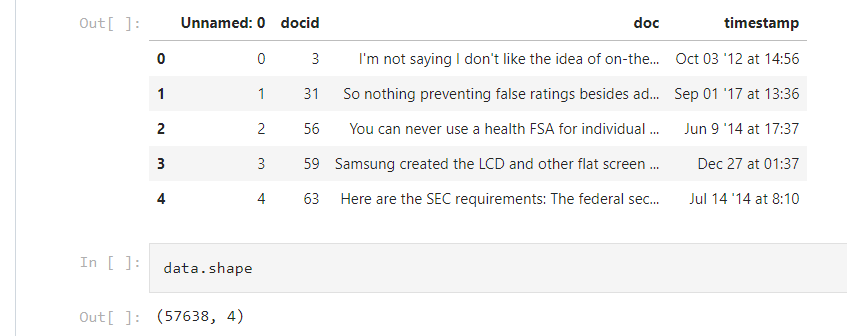 Out[ ]: Unnamed: 0 docid doc timestamp
0 0 3 I'm not saying I don't like the idea of on-the... Oct 03 '12 at 14:56
1 1 31 So nothing preventing false ratings besides ad... Sep 01 '17 at 13:36
2 2 56 You can never use a health FSA for individual ... Jun 9 '14 at 17:37
3 3 59 Samsung created the LCD and other flat screen ... Dec 27 at 01:37
4 4 63 Here are the SEC requirements: The federal sec... Jul 14 '14 at 8:10
In [ ]: data.shape
Out[ ]: (57638, 4)